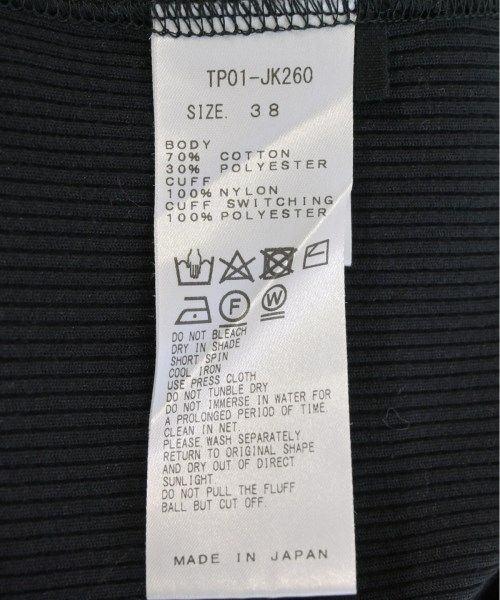 TP01-JK260
SIZE. 38
BODY
70% COTTON
30% POLYESTER
CUFF
100% NYLON
CUFF SWITCHING
100% POLYESTER
F W
DO NOT BLEACH
DRY IN SHADE
SHORT SPIN
COOL IRON
USE PRESS CLOTH
DO NOT TUNBLE DRY
DO NOT IMMERSE IN WATER FOR
A PROLONGED PERIOD OF TIME.
CLEAN IN NET.
PLEASE WASH SEPARATELY
RETURN TO ORIGINAL SHAPE
AND DRY OUT OF DIRECT
SUNLIGHT
DO NOT PULL THE FLUFF
BALL BUT CUT OFF.
MADE IN JAPAN